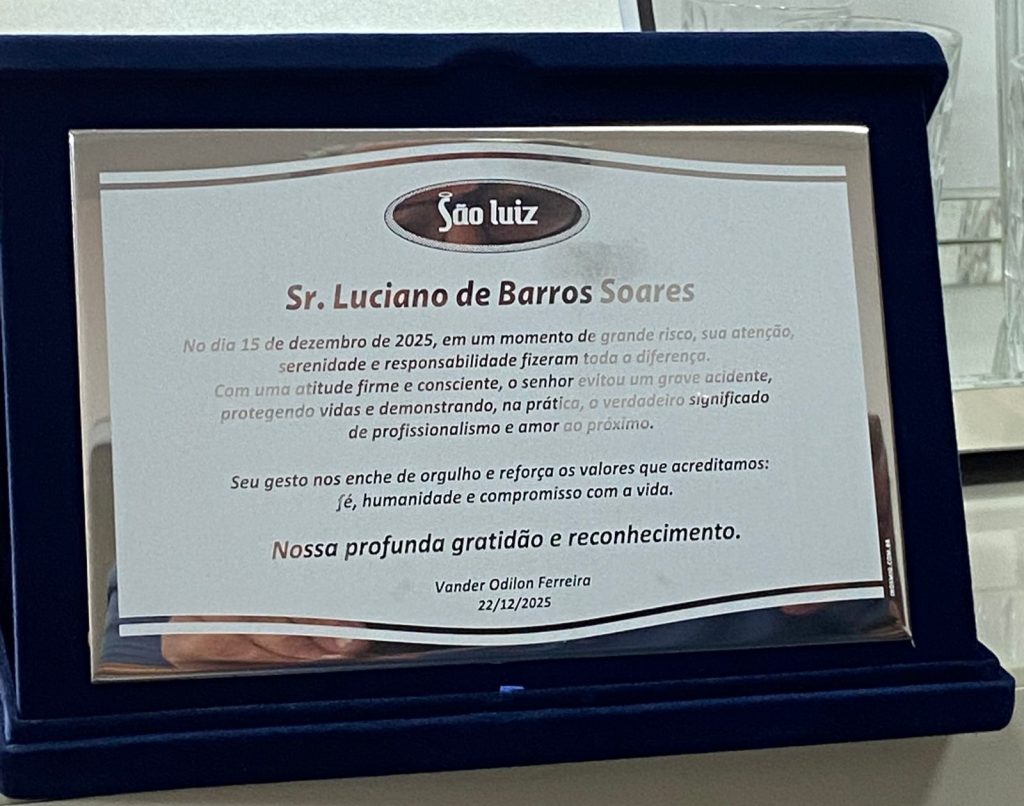 São luiz
Sr. Luciano de Barros Soares
No dia 15 de dezembro de 2025, em um momento de grande risco, sua atenção,
serenidade e responsabilidade fizeram toda a diferença.
Com uma atitude firme e consciente, o senhor evitou um grave acidente,
protegendo vidas e demonstrando, na prática, o verdadeiro significado
de profissionalismo e amor ao próximo.
Seu gesto nos enche de orgulho e reforça os valores que acreditamos:
fé, humanidade e compromisso com a vida.
Nossa profunda gratidão e reconhecimento.
Vander Odilon Ferreira
22/12/2025